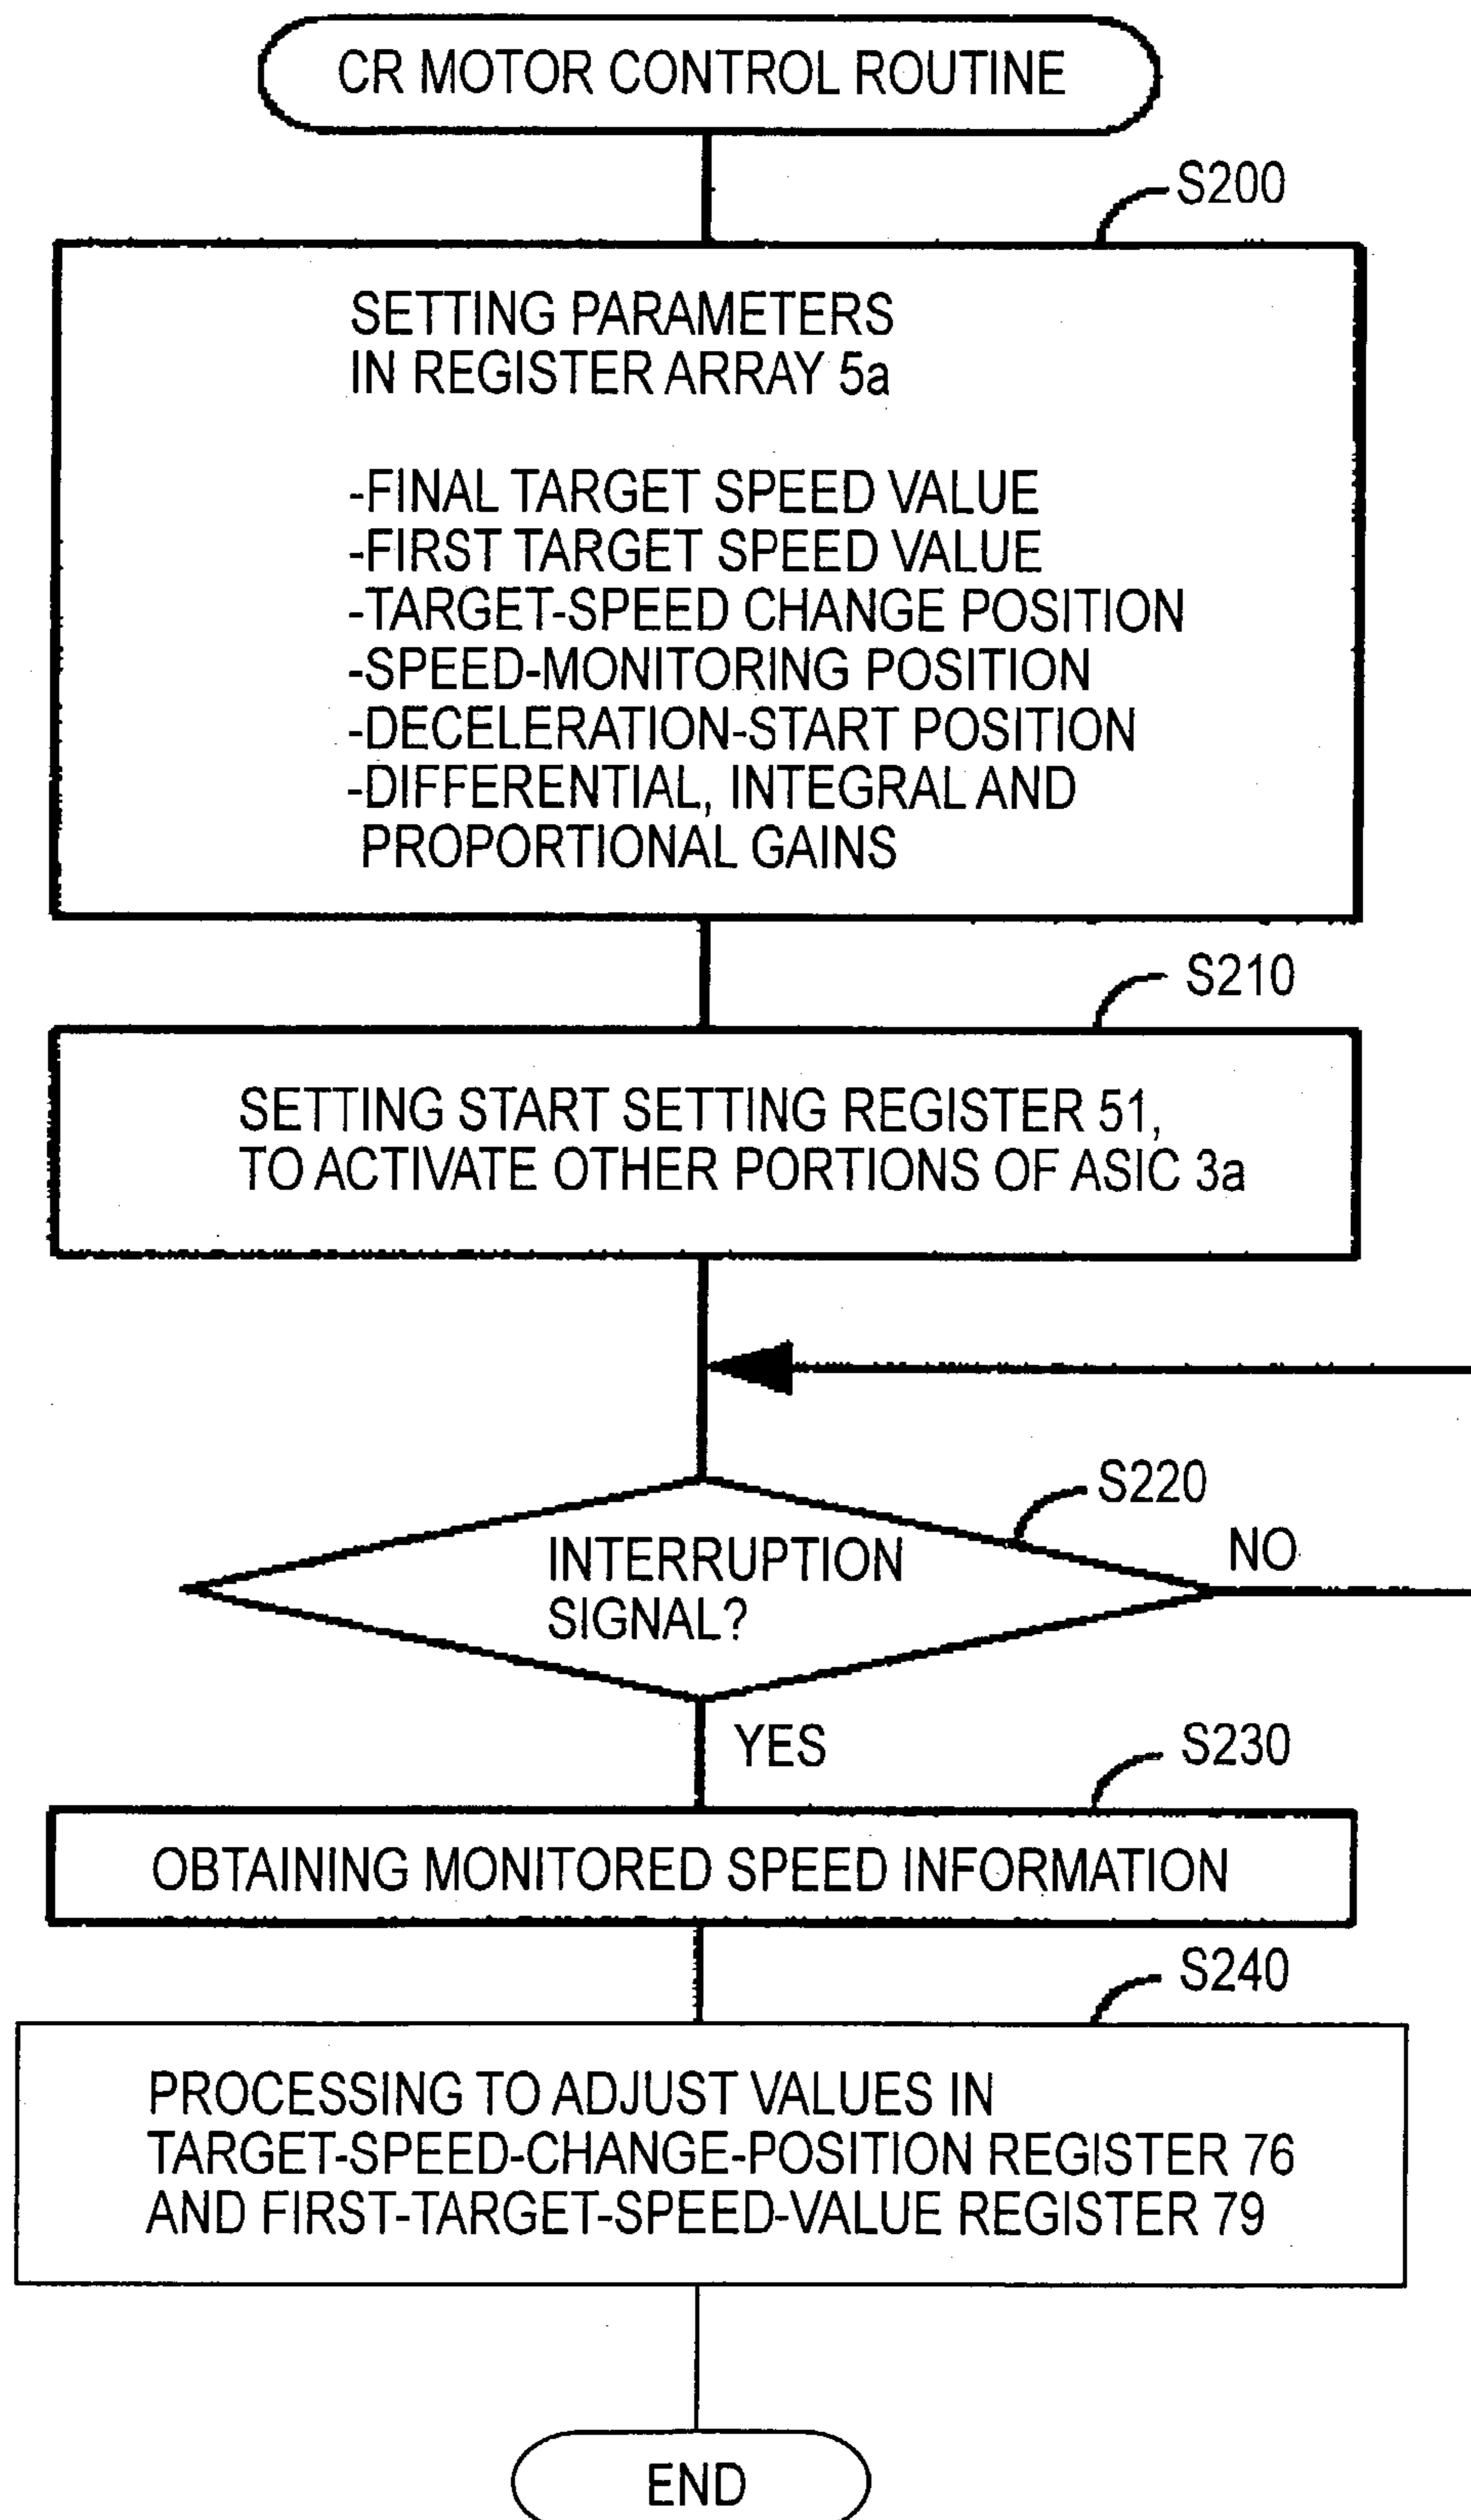 CR MOTOR CONTROL ROUTINE
S200
SETTING PARAMETERS
IN REGISTER ARRAY 5a
-FINAL TARGET SPEED VALUE
-FIRST TARGET SPEED VALUE
-TARGET-SPEED CHANGE POSITION
-SPEED-MONITORING POSITION
-DECELERATION-START POSITION
-DIFFERENTIAL, INTEGRAL AND
PROPORTIONAL GAINS
S210
SETTING START SETTING REGISTER 51,
TO ACTIVATE OTHER PORTIONS OF ASIC 3a
S220
INTERRUPTION
SIGNAL?
NO
YES
S230
OBTAINING MONITORED SPEED INFORMATION
S240
PROCESSING TO ADJUST VALUES IN
TARGET-SPEED-CHANGE-POSITION REGISTER 76
AND FIRST-TARGET-SPEED-VALUE REGISTER 79
END